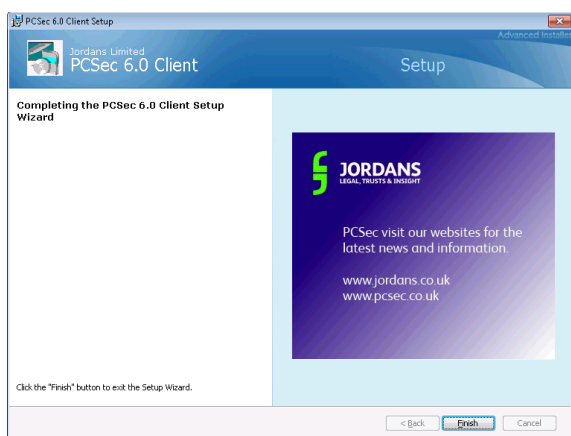 PCSec 6.0 Client Setup
Advanced Installer
Jordans Limited
PCSec 6.0 Client
Setup
Completing the PCSec 6.0 Client Setup
Wizard
JORDANS
LEGAL, TRUSTS & INSIGHT
PCSec visit our websites for the
latest news and information.
www.jordans.co.uk
www.pcsec.co.uk
Click the "Finish" button to exit the Setup Wizard.
< Back
Finish
Cancel